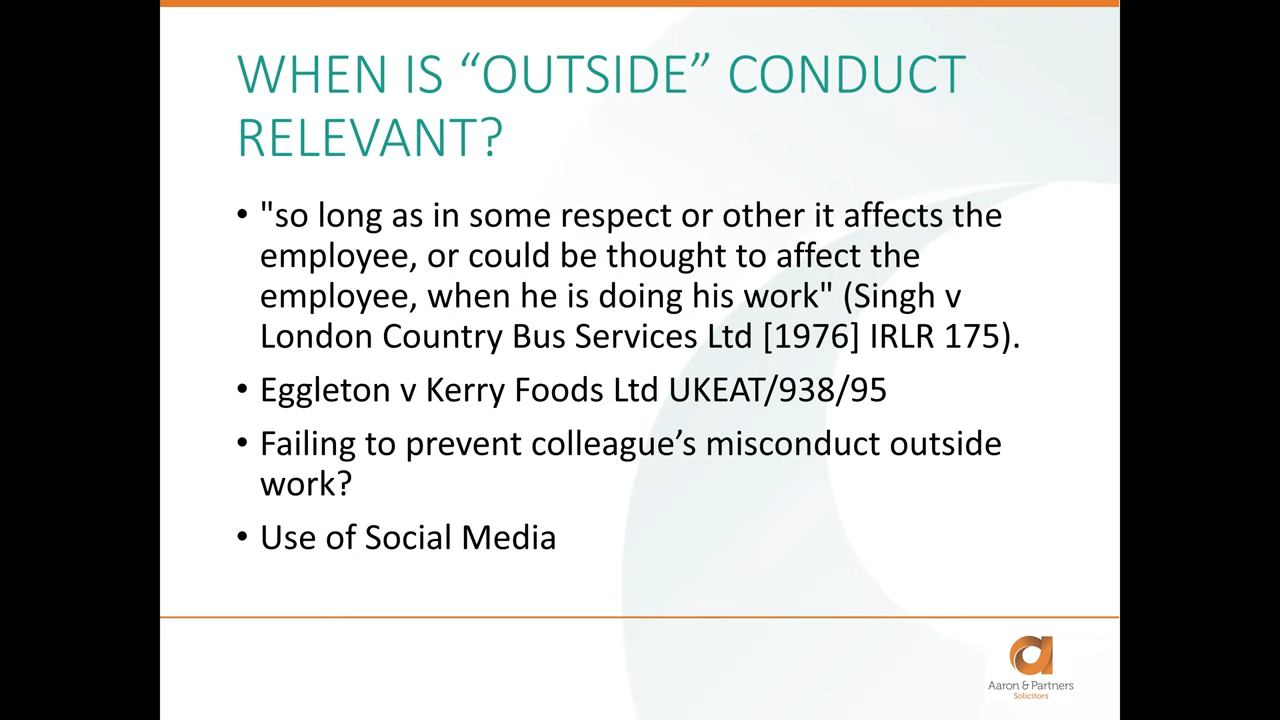 WHEN IS “OUTSIDE” CONDUCT
RELEVANT?
• "so long as in some respect or other it affects the
employee, or could be thought to affect the
employee, when he is doing his work" (Singh v
London Country Bus Services Ltd [1976] IRLR 175).
• Eggleton v Kerry Foods Ltd UKEAT/938/95
• Failing to prevent colleague’s misconduct outside
work?
• Use of Social Media
Aaron & Partners
Solicitors